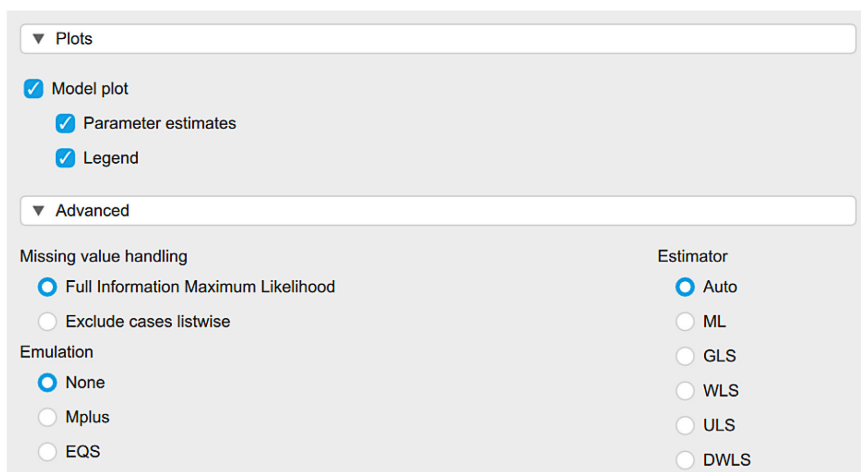 Plots
Model plot
Parameter estimates
Legend
Advanced
Missing value handling
Full Information Maximum Likelihood
Exclude cases listwise
Emulation
None
Mplus
EQS
Estimator
Auto
ML
GLS
WLS
ULS
DWLS